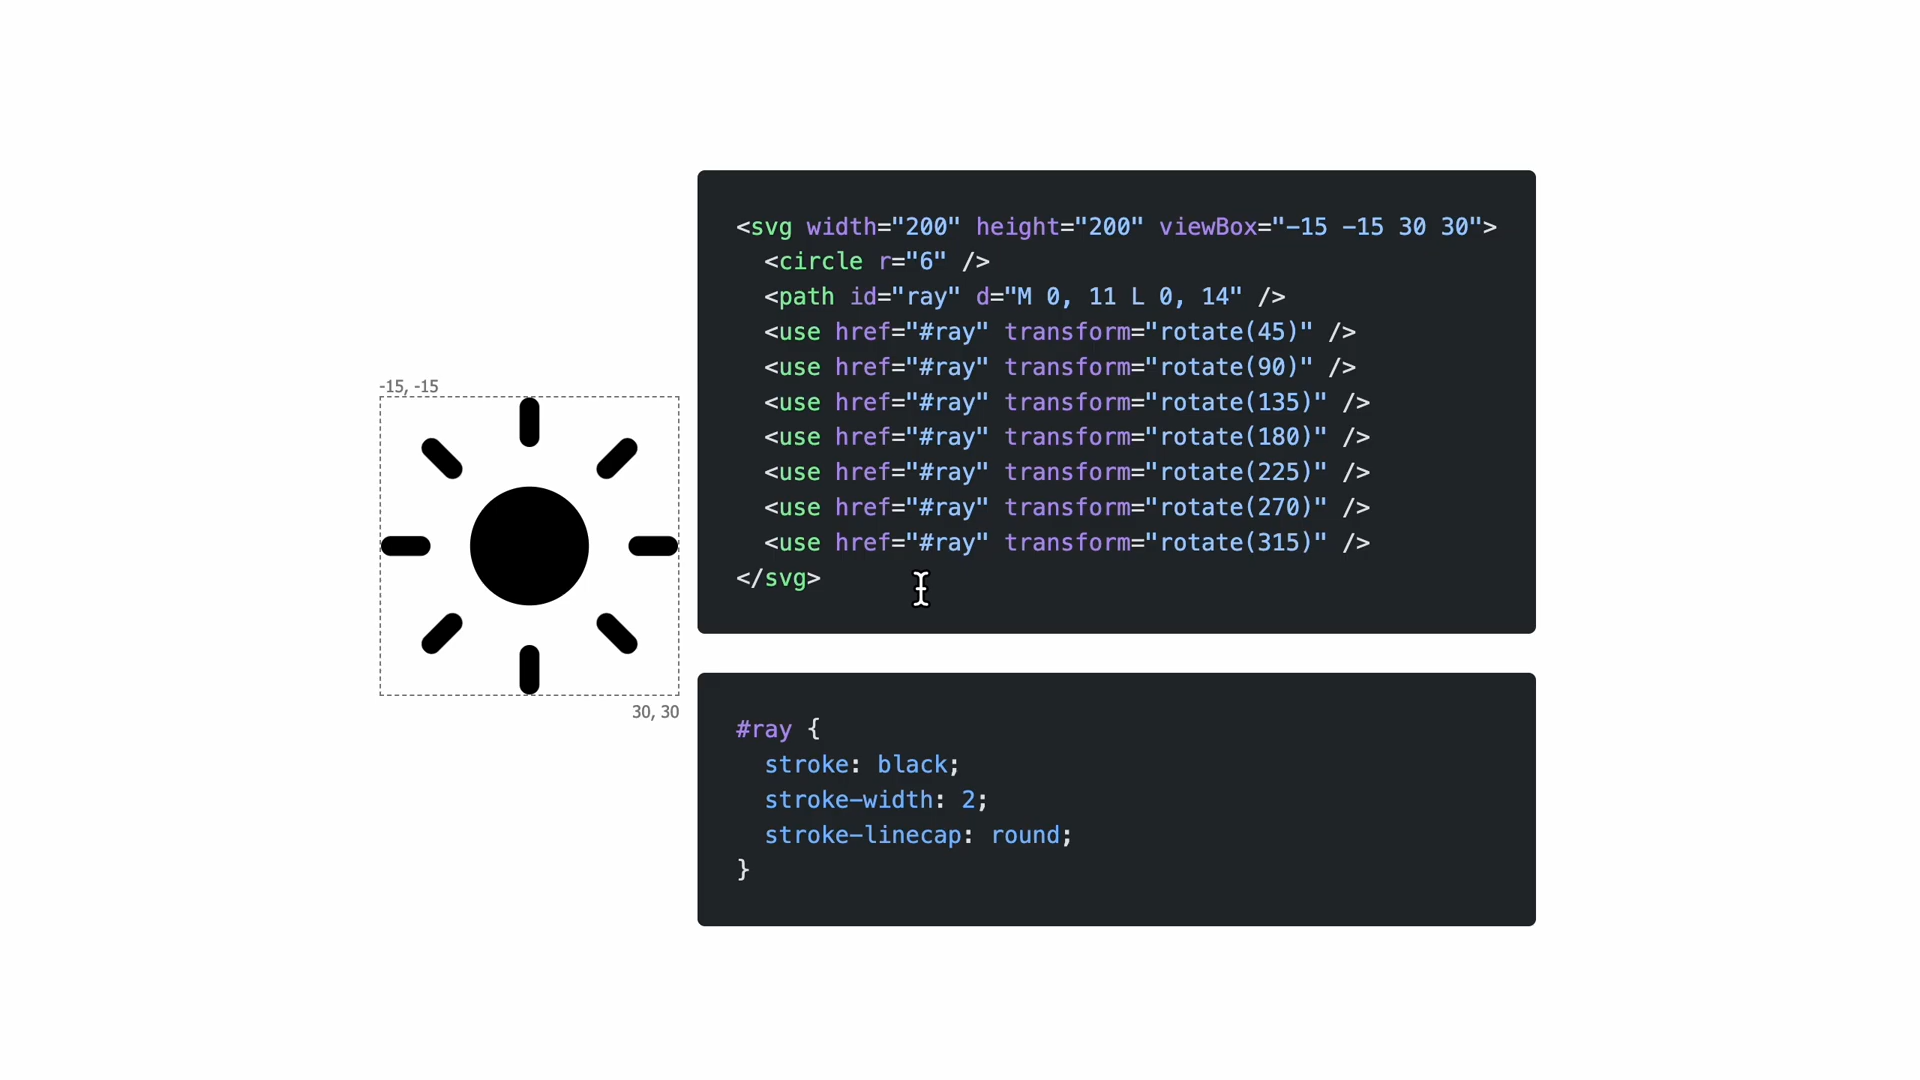 <svg width="200" height="200" viewBox="-15 -15 30 30">
  <circle r="6" />
  <path id="ray" d="M 0, 11 L 0, 14" />
  <use href="#ray" transform="rotate(45)" />
  <use href="#ray" transform="rotate(90)" />
  <use href="#ray" transform="rotate(135)" />
  <use href="#ray" transform="rotate(180)" />
  <use href="#ray" transform="rotate(225)" />
  <use href="#ray" transform="rotate(270)" />
  <use href="#ray" transform="rotate(315)" />
</svg>
-15, -15
30, 30
#ray {
  stroke: black;
  stroke-width: 2;
  stroke-linecap: round;
}